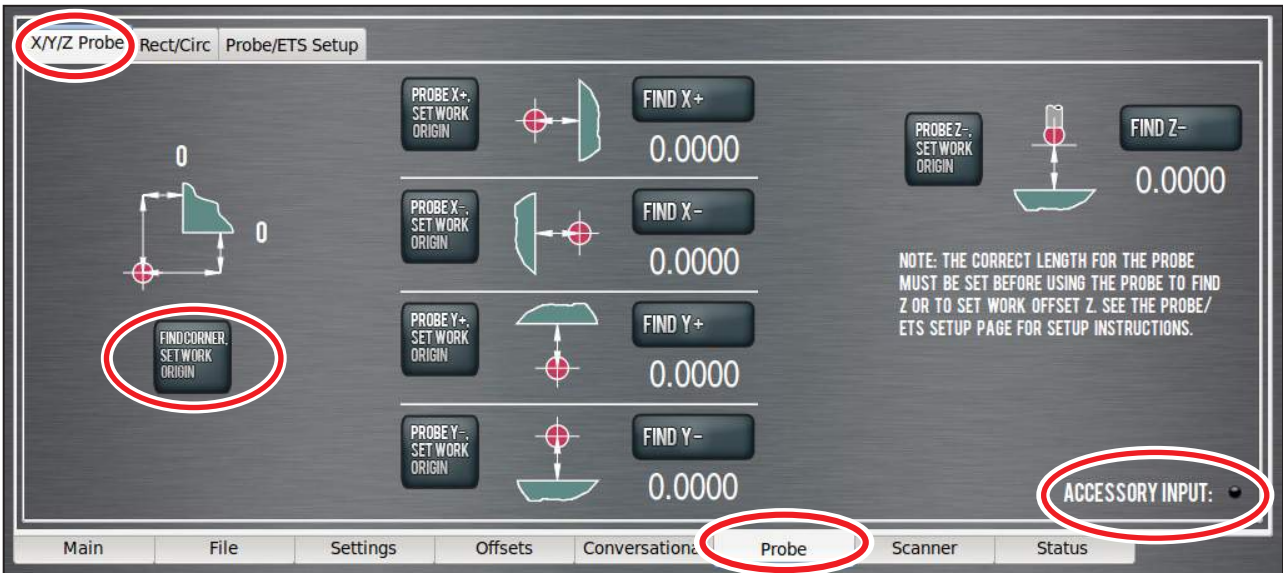 X/Y/Z Probe
Rect/Circ
Probe/ETS Setup
0
0
FIND CORNER,
SET WORK
ORIGIN
PROBE X+,
SET WORK
ORIGIN
FIND X+
0.0000
PROBE X-,
SET WORK
ORIGIN
FIND X-
0.0000
PROBE Y+,
SET WORK
ORIGIN
FIND Y+
0.0000
PROBE Y-,
SET WORK
ORIGIN
FIND Y-
0.0000
PROBE Z-,
SET WORK
ORIGIN
FIND Z-
0.0000
NOTE: THE CORRECT LENGTH FOR THE PROBE
MUST BE SET BEFORE USING THE PROBE TO FIND
Z OR TO SET WORK OFFSET Z. SEE THE PROBE/
ETS SETUP PAGE FOR SETUP INSTRUCTIONS.
ACCESSORY INPUT:
Main
File
Settings
Offsets
Conversationa
Probe
Scanner
Status